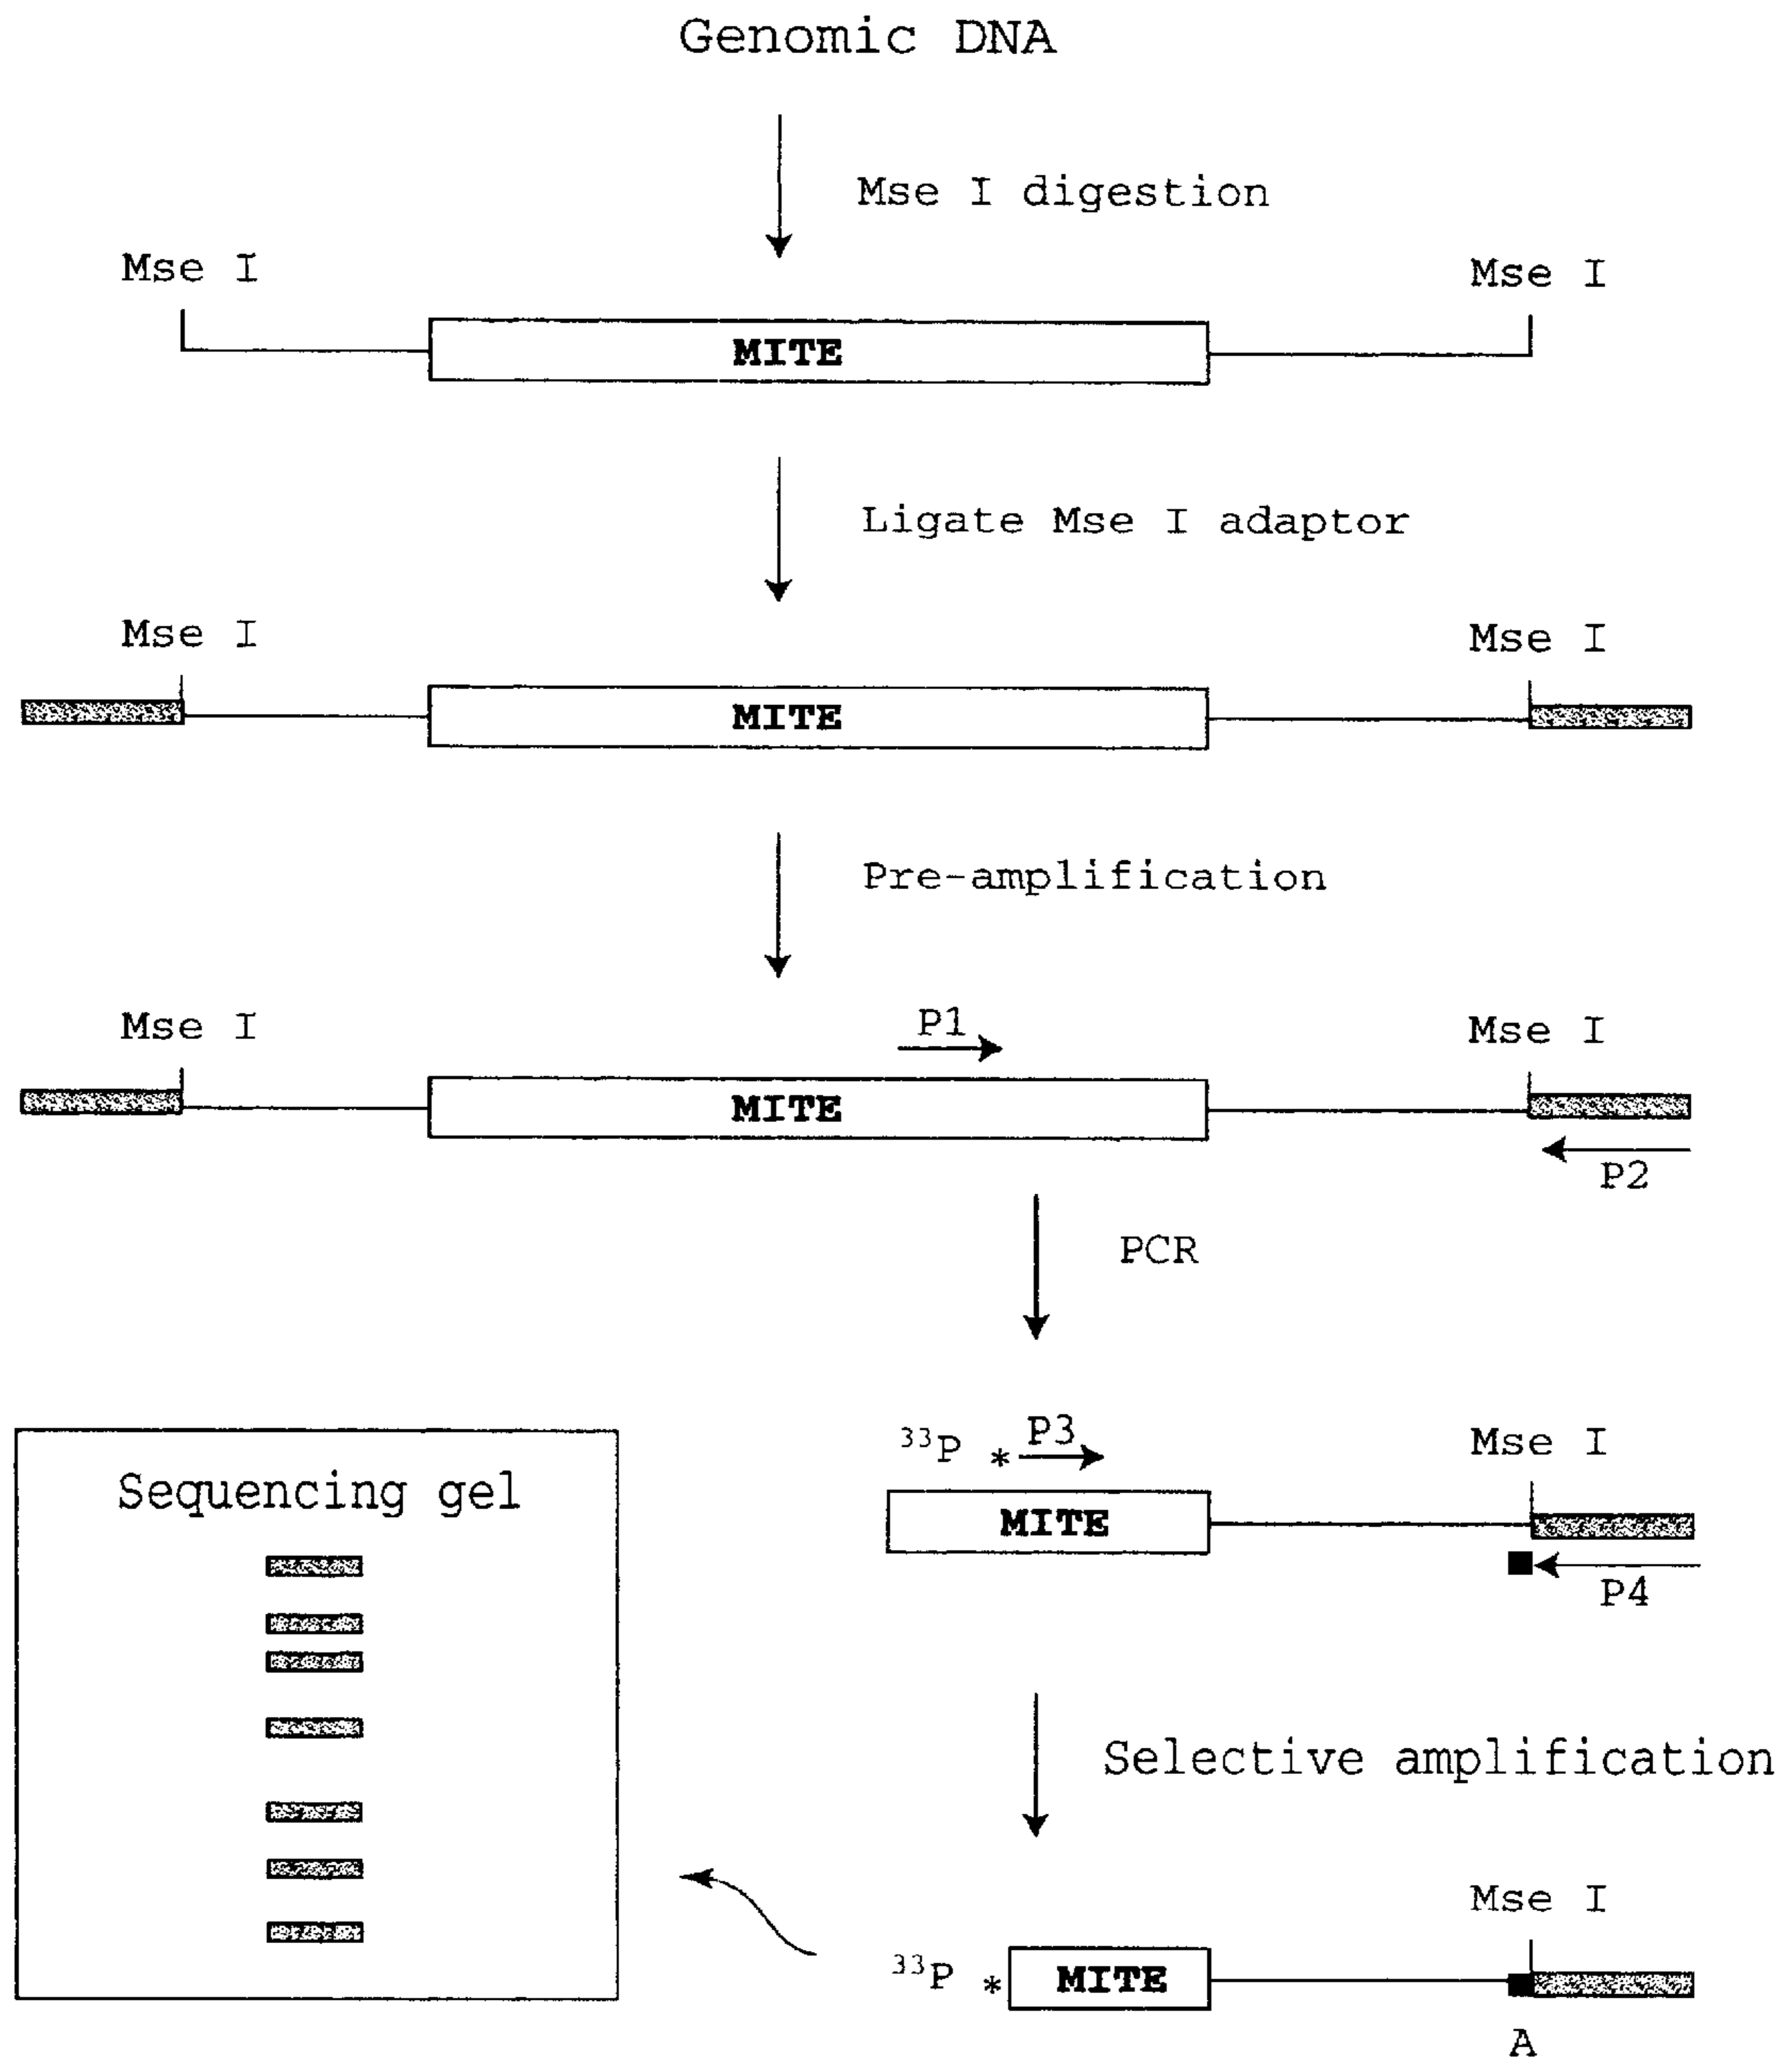 Genomic DNA
Mse I digestion
Mse I
Mse I
MITE
Ligate Mse I adaptor
Mse I
Mse I
MITE
Pre-amplification
P1
Mse I
Mse I
MITE
P2
PCR
³³P * P3
Mse I
MITE
P4
Sequencing gel
Selective amplification
Mse I
³³P * MITE
A